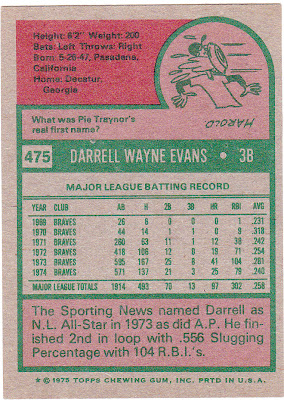 Height: 6'2" Weight: 200
Bats: Left Throws: Right
Born: 5-26-47, Pasadena,
California
Home: Decatur,
Georgia
What was Pie Traynor's
real first name?
HAROLD
475 DARRELL WAYNE EVANS • 3B
MAJOR LEAGUE BATTING RECORD
YEAR CLUB AB H 2B 3B HR RBI AVG.
1969 BRAVES 26 6 0 0 0 1 .231
1970 BRAVES 44 14 1 1 0 9 .318
1971 BRAVES 260 63 11 1 12 38 .242
1972 BRAVES 418 106 12 0 19 71 .254
1973 BRAVES 595 167 25 8 41 104 .281
1974 BRAVES 571 137 21 3 25 79 .240
MAJOR LEAGUE TOTALS 1914 493 70 13 97 302 .258
The Sporting News named Darrell as
N.L. All-Star in 1973 as did A.P. He fin-
ished 2nd in loop with .556 Slugging
Percentage with 104 R.B.I.'s.
* © 1975 TOPPS CHEWING GUM, INC. PRTD IN U.S.A.